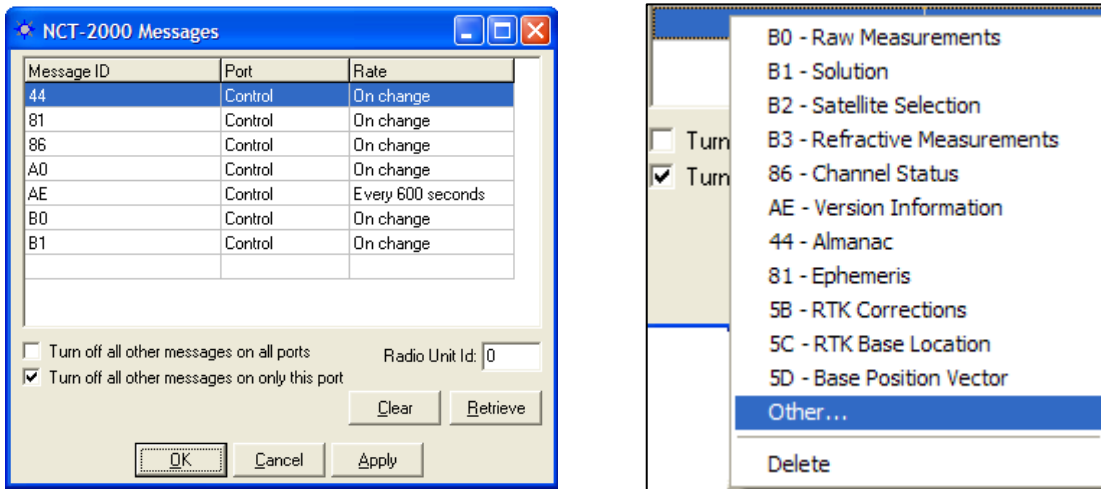 NCT-2000 Messages
Message ID Port Rate
44 Control On change
81 Control On change
86 Control On change
A0 Control On change
AE Control Every 600 seconds
B0 Control On change
B1 Control On change
Turn off all other messages on all ports
Radio Unit Id: 0
Turn off all other messages on only this port
Clear Retrieve
OK Cancel Apply
B0 - Raw Measurements
B1 - Solution
B2 - Satellite Selection
B3 - Refractive Measurements
86 - Channel Status
AE - Version Information
44 - Almanac
81 - Ephemeris
5B - RTK Corrections
5C - RTK Base Location
5D - Base Position Vector
Other...
Delete
Turn
Turn